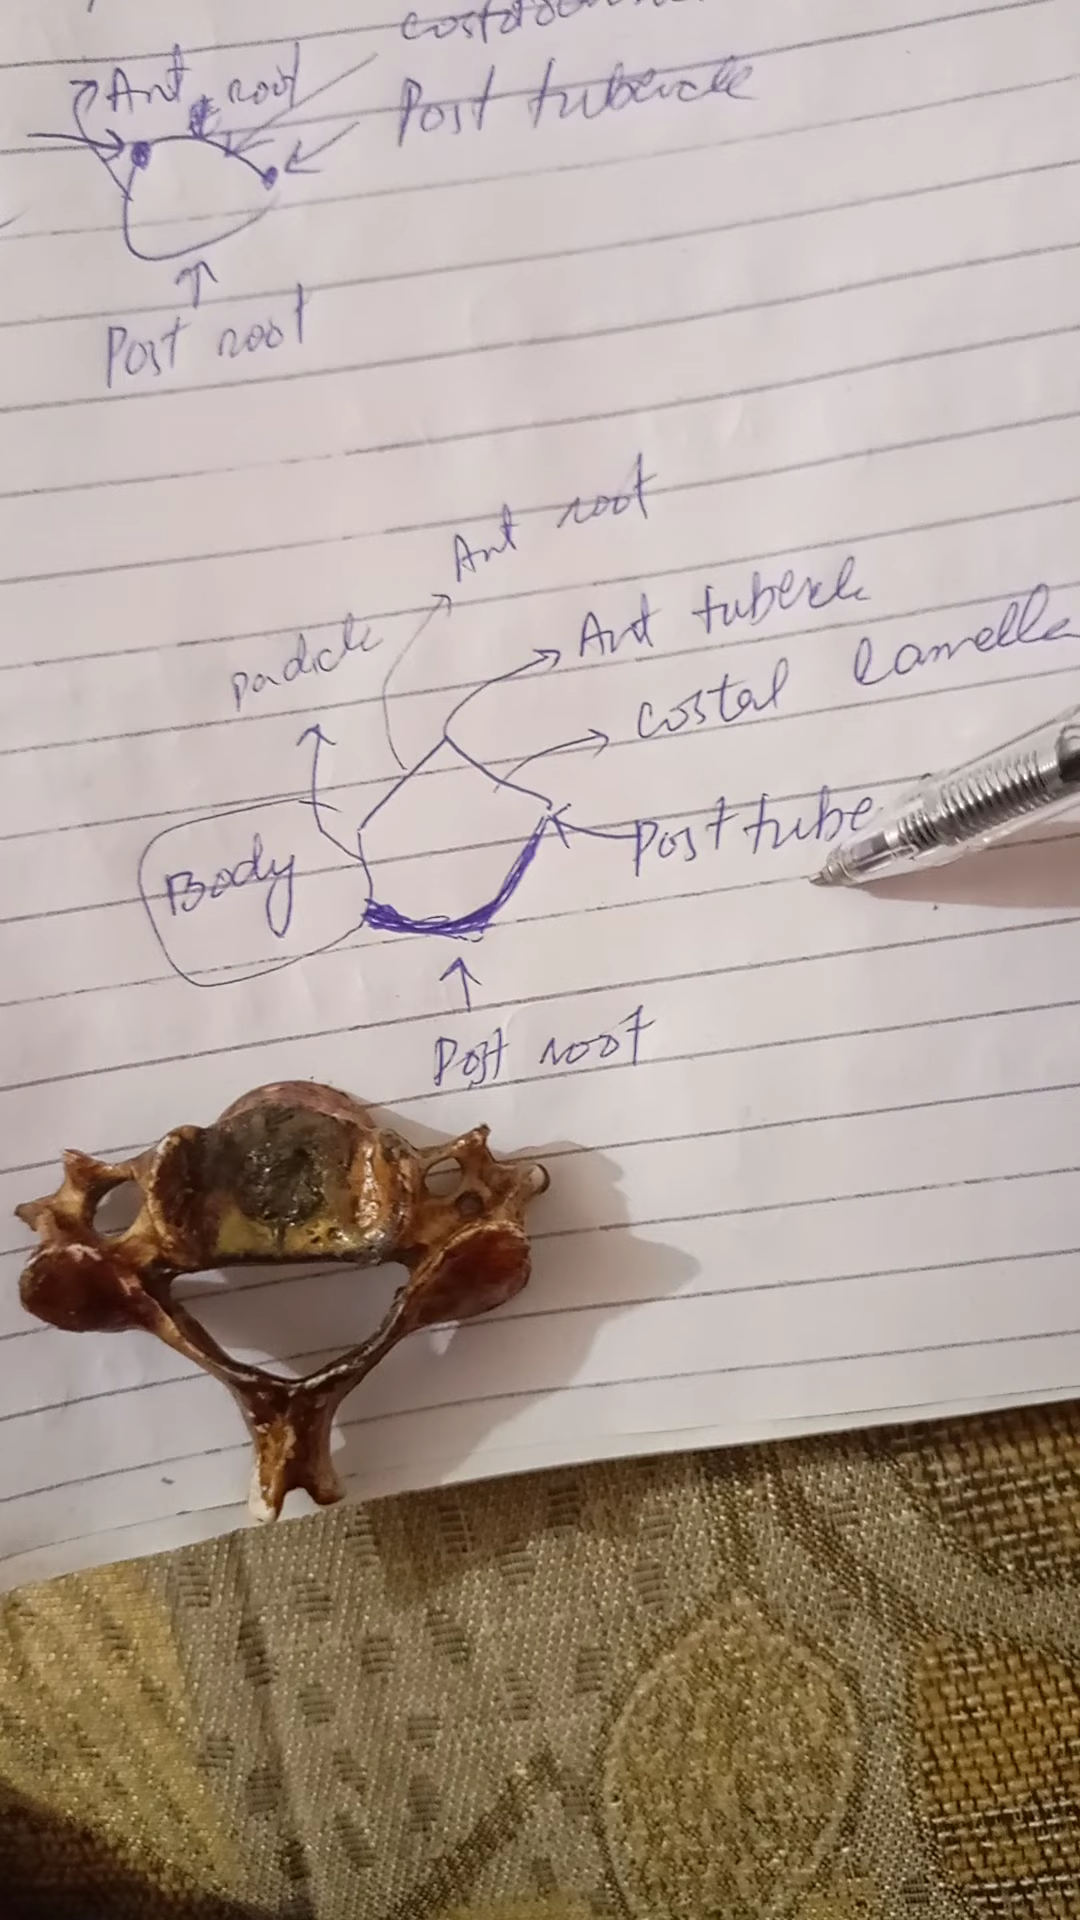 Ant root
Post tubercle
Post root
Ant root
Ant tubercle
padicle
costal lamella
Body
Post tube
Post root